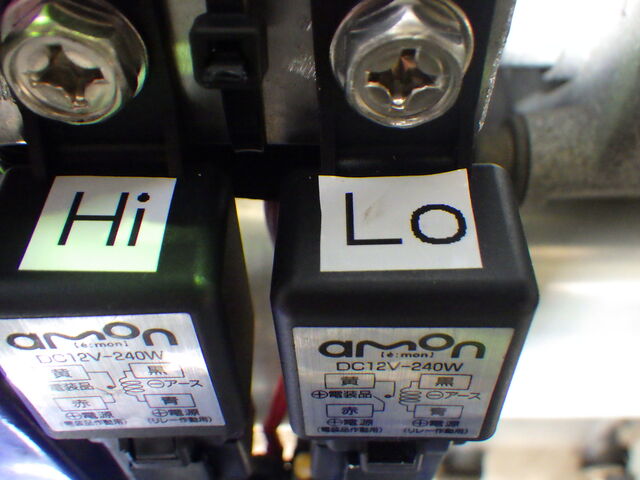 Hi
amon
[é:mon]
DC12V-240W
黄 黒
⊕電装品 ⊖アース
赤 青
⊕電源 ⊕電源
(電装品作動用) (リレー作動用)
Lo
amon
[é:mon]
DC12V-240W
黄 黒
⊕電装品 ⊖アース
赤 青
⊕電源 ⊕電源
(電装品作動用) (リレー作動用)